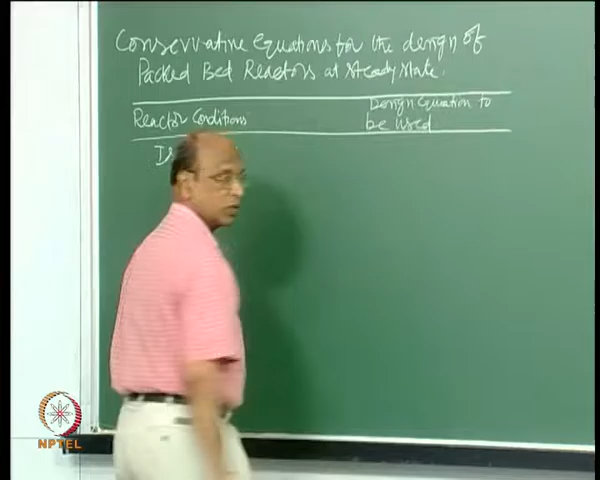 Conservative Equations for the design of
Packed Bed Reactors at steady state.
Reactor Conditions
Design Equation to
be used
Is
NPTEL